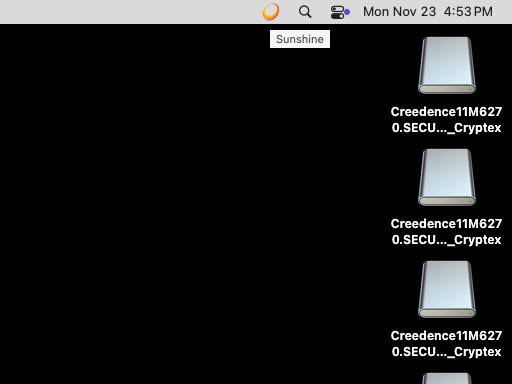 Mon Nov 23 4:53 PM
Sunshine
Creedence11M627
0.SECU..._Cryptex
Creedence11M627
0.SECU..._Cryptex
Creedence11M627
0.SECU..._Cryptex